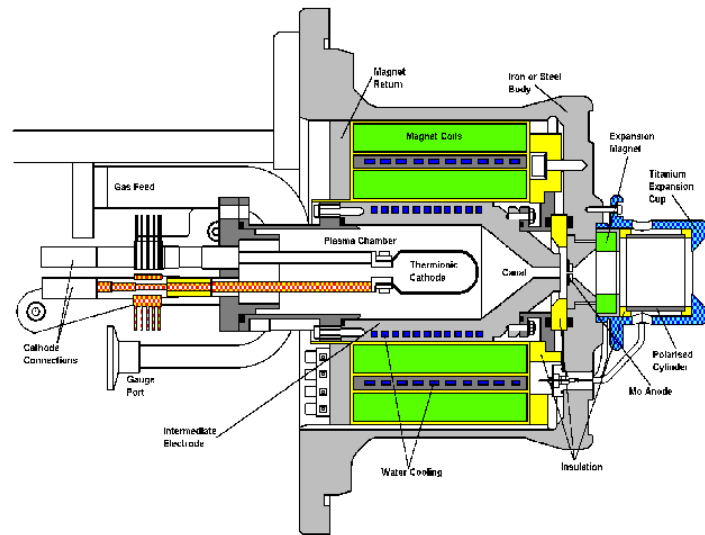 Magnet
Return
Iron or Steel
Body
Magnet Coils
Expansion
Magnet
Titanium
Expansion
Cup
Gas Feed
Plasma Chamber
Thermionic
Cathode
Canal
Cathode
Connections
Gauge
Port
Polarised
Cylinder
Mo Anode
Intermediate
Electrode
Water Cooling
Insulation